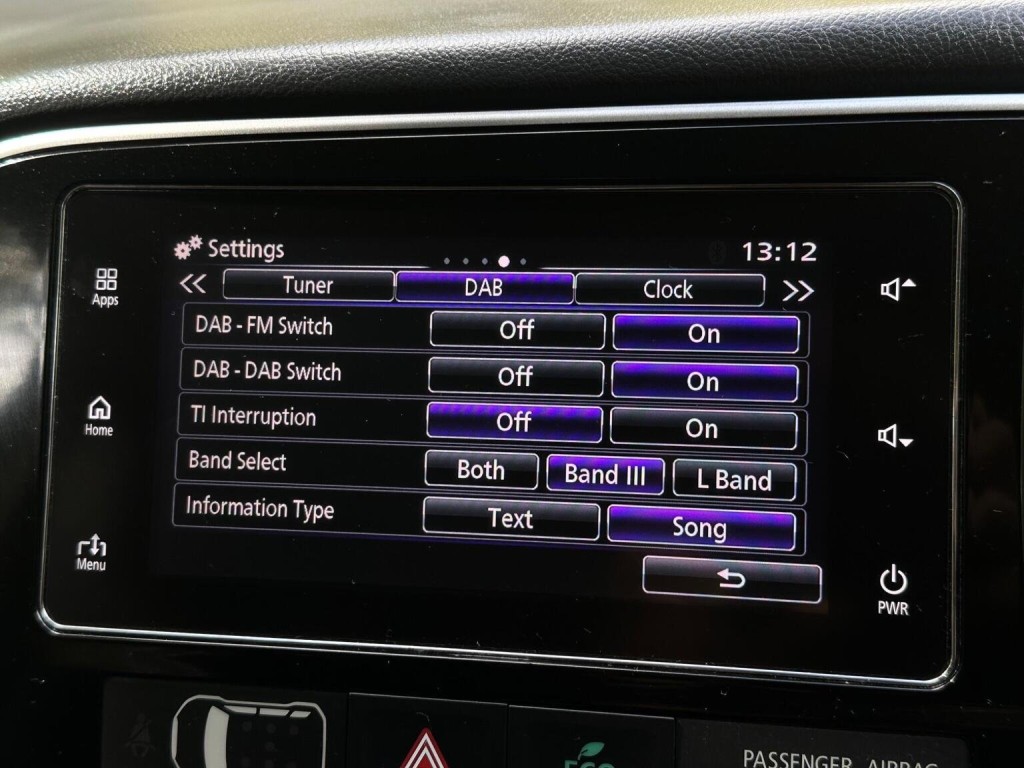 Settings 13:12
<< Tuner DAB Clock >>
Apps
DAB - FM Switch Off On
DAB - DAB Switch Off On
Home
TI Interruption Off On
Band Select Both Band III L Band
Information Type Text Song
Menu
PWR
ECO
PASSENGER AIRBAG